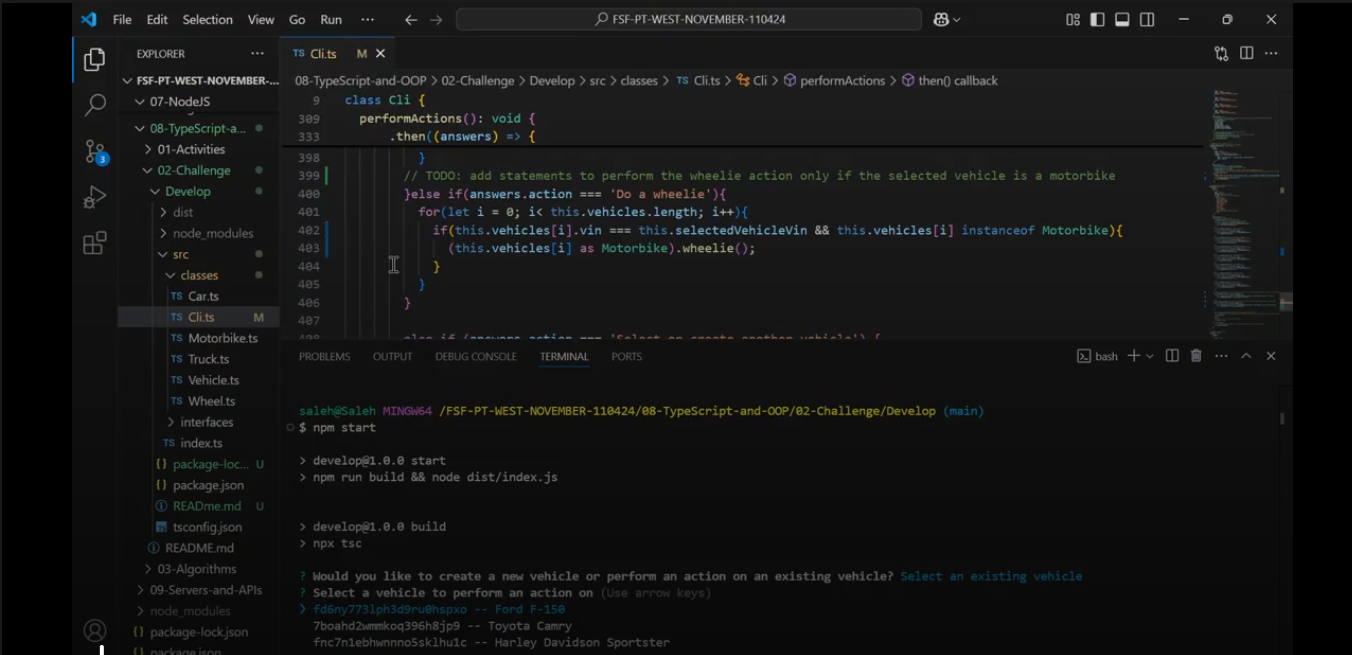 File Edit Selection View Go Run ··· ← → FSF-PT-WEST-NOVEMBER-110424
EXPLORER ···
FSF-PT-WEST-NOVEMBER-...
07-NodeJS
08-TypeScript-a...
01-Activities
02-Challenge
Develop
dist
node_modules
src
classes
TS Car.ts
TS Cli.ts M
TS Motorbike.ts
TS Truck.ts
TS Vehicle.ts
TS Wheel.ts
interfaces
TS index.ts
{} package-loc... U
{} package.json
READme.md U
tsconfig.json
README.md
03-Algorithms
09-Servers-and-APIs
node_modules
{} package-lock.json
{} package.json
3
TS Cli.ts M
08-TypeScript-and-OOP > 02-Challenge > Develop > src > classes > TS Cli.ts > Cli > performActions > then() callback
9 class Cli {
309 performActions(): void {
333 .then((answers) => {
398 }
399 // TODO: add statements to perform the wheelie action only if the selected vehicle is a motorbike
400 }else if(answers.action === 'Do a wheelie'){
401 for(let i = 0; i< this.vehicles.length; i++){
402 if(this.vehicles[i].vin === this.selectedVehicleVin && this.vehicles[i] instanceof Motorbike){
403 (this.vehicles[i] as Motorbike).wheelie();
404 }
405 }
406 }
407
408 else if (answers.action === 'Select or create another vehicle') {
PROBLEMS OUTPUT DEBUG CONSOLE TERMINAL PORTS bash
saleh@Saleh MINGW64 /FSF-PT-WEST-NOVEMBER-110424/08-TypeScript-and-OOP/02-Challenge/Develop (main)
$ npm start
> develop@1.0.0 start
> npm run build && node dist/index.js
> develop@1.0.0 build
> npx tsc
? Would you like to create a new vehicle or perform an action on an existing vehicle? Select an existing vehicle
? Select a vehicle to perform an action on (Use arrow keys)
> fd6ny773lph3d9ru0hspxo -- Ford F-150
7boahd2wmmkoq396h8jp9 -- Toyota Camry
fnc7n1ebhwnnno5sklhu1c -- Harley Davidson Sportster